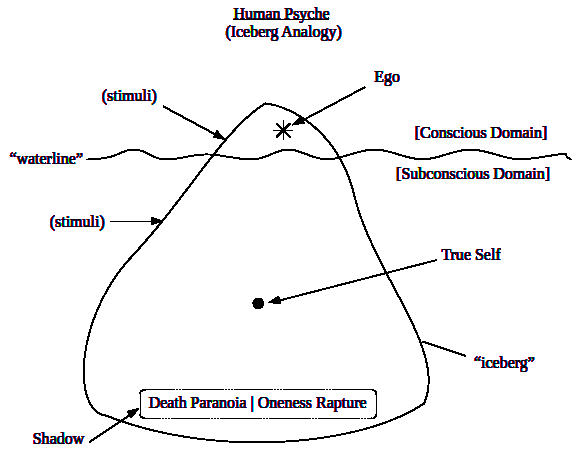 Human Psyche
(Iceberg Analogy)
Ego
(stimuli)
[Conscious Domain]
“waterline”
[Subconscious Domain]
(stimuli)
True Self
“iceberg”
Death Paranoia | Oneness Rapture
Shadow